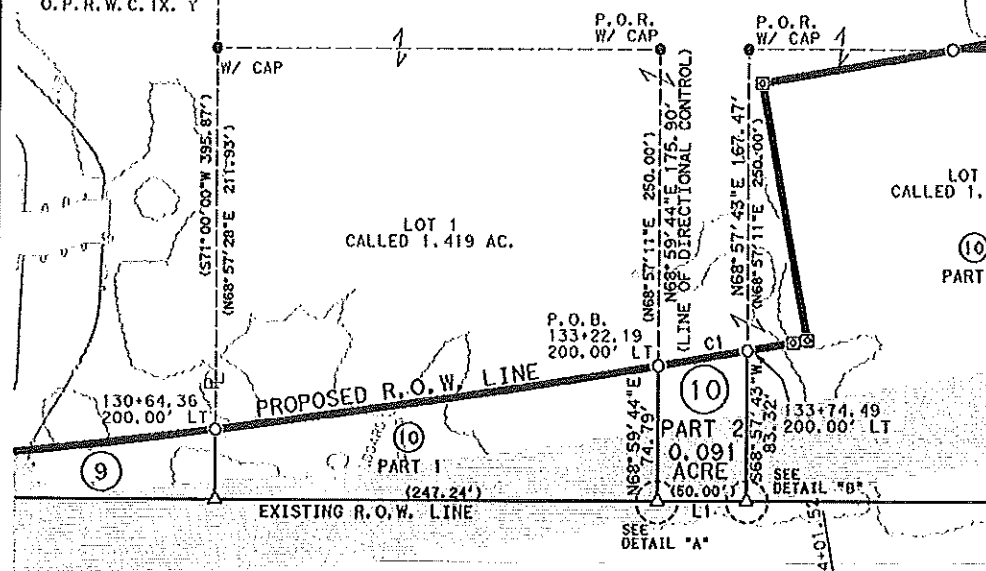 O.P.R.W.C.TX. Y
W/ CAP
P.O.R.
W/ CAP
P.O.R.
W/ CAP
(S71°00'00"W 395.87')
(N68°57'28"E 211.93')
LOT 1
CALLED 1.419 AC.
(N68°57'11"E 250.00')
N68°59'44"E 175.90'
(LINE OF DIRECTIONAL CONTROL)
N68°57'43"E 167.47'
(N68°57'11"E 250.00')
LOT
CALLED 1.
10
PART
P.O.B.
133+22.19
200.00' LT
C1
130+64.36
200.00' LT
PROPOSED R.O.W. LINE
9
10
PART 1
(247.24')
EXISTING R.O.W. LINE
N68°59'44"E
74.79'
10
PART 2
0.091
ACRE
(60.00')
L1
S68°57'43"W
83.32'
133+74.49
200.00' LT
SEE
DETAIL "B"
SEE
DETAIL "A"
4+01.5